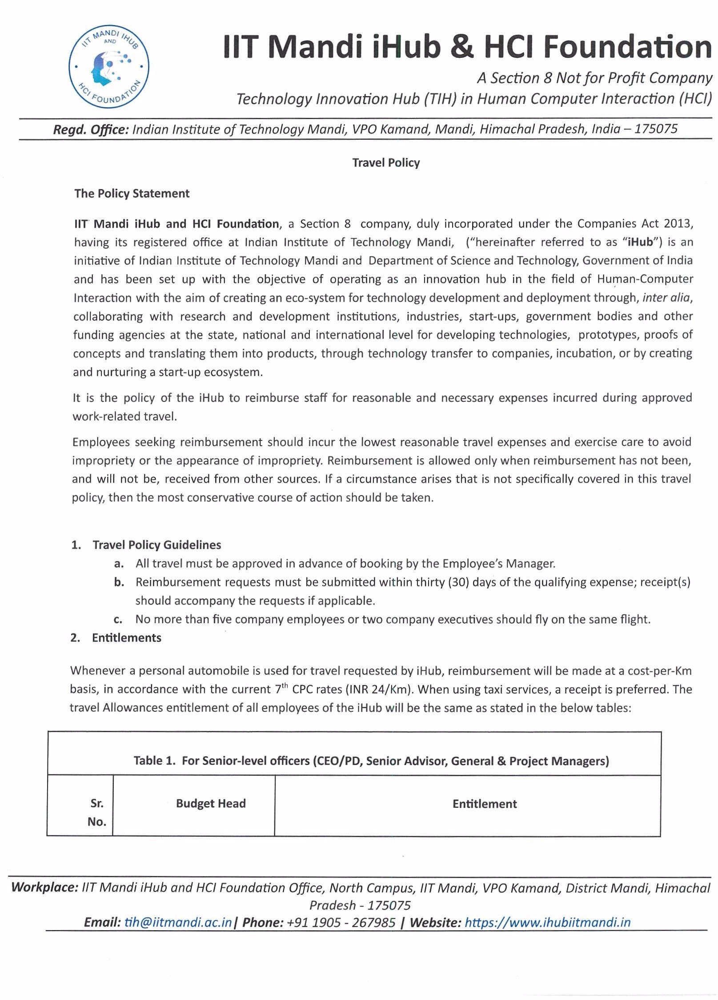 IIT MANDI IHUB
AND
HCI FOUNDATION
IIT Mandi iHub & HCI Foundation
A Section 8 Not for Profit Company
Technology Innovation Hub (TIH) in Human Computer Interaction (HCI)
Regd. Office: Indian Institute of Technology Mandi, VPO Kamand, Mandi, Himachal Pradesh, India – 175075
Travel Policy
The Policy Statement
IIT Mandi iHub and HCI Foundation, a Section 8 company, duly incorporated under the Companies Act 2013,
having its registered office at Indian Institute of Technology Mandi, (“hereinafter referred to as “iHub”) is an
initiative of Indian Institute of Technology Mandi and Department of Science and Technology, Government of India
and has been set up with the objective of operating as an innovation hub in the field of Human-Computer
Interaction with the aim of creating an eco-system for technology development and deployment through, inter alia,
collaborating with research and development institutions, industries, start-ups, government bodies and other
funding agencies at the state, national and international level for developing technologies, prototypes, proofs of
concepts and translating them into products, through technology transfer to companies, incubation, or by creating
and nurturing a start-up ecosystem.
It is the policy of the iHub to reimburse staff for reasonable and necessary expenses incurred during approved
work-related travel.
Employees seeking reimbursement should incur the lowest reasonable travel expenses and exercise care to avoid
impropriety or the appearance of impropriety. Reimbursement is allowed only when reimbursement has not been,
and will not be, received from other sources. If a circumstance arises that is not specifically covered in this travel
policy, then the most conservative course of action should be taken.
1. Travel Policy Guidelines
a. All travel must be approved in advance of booking by the Employee’s Manager.
b. Reimbursement requests must be submitted within thirty (30) days of the qualifying expense; receipt(s)
should accompany the requests if applicable.
c. No more than five company employees or two company executives should fly on the same flight.
2. Entitlements
Whenever a personal automobile is used for travel requested by iHub, reimbursement will be made at a cost-per-Km
basis, in accordance with the current 7th CPC rates (INR 24/Km). When using taxi services, a receipt is preferred. The
travel Allowances entitlement of all employees of the iHub will be the same as stated in the below tables:
Table 1. For Senior-level officers (CEO/PD, Senior Advisor, General & Project Managers)
Sr.
No.
Budget Head
Entitlement
Workplace: IIT Mandi iHub and HCI Foundation Office, North Campus, IIT Mandi, VPO Kamand, District Mandi, Himachal
Pradesh - 175075
Email: tih@iitmandi.ac.in| Phone: +91 1905 - 267985 | Website: https://www.ihubiitmandi.in